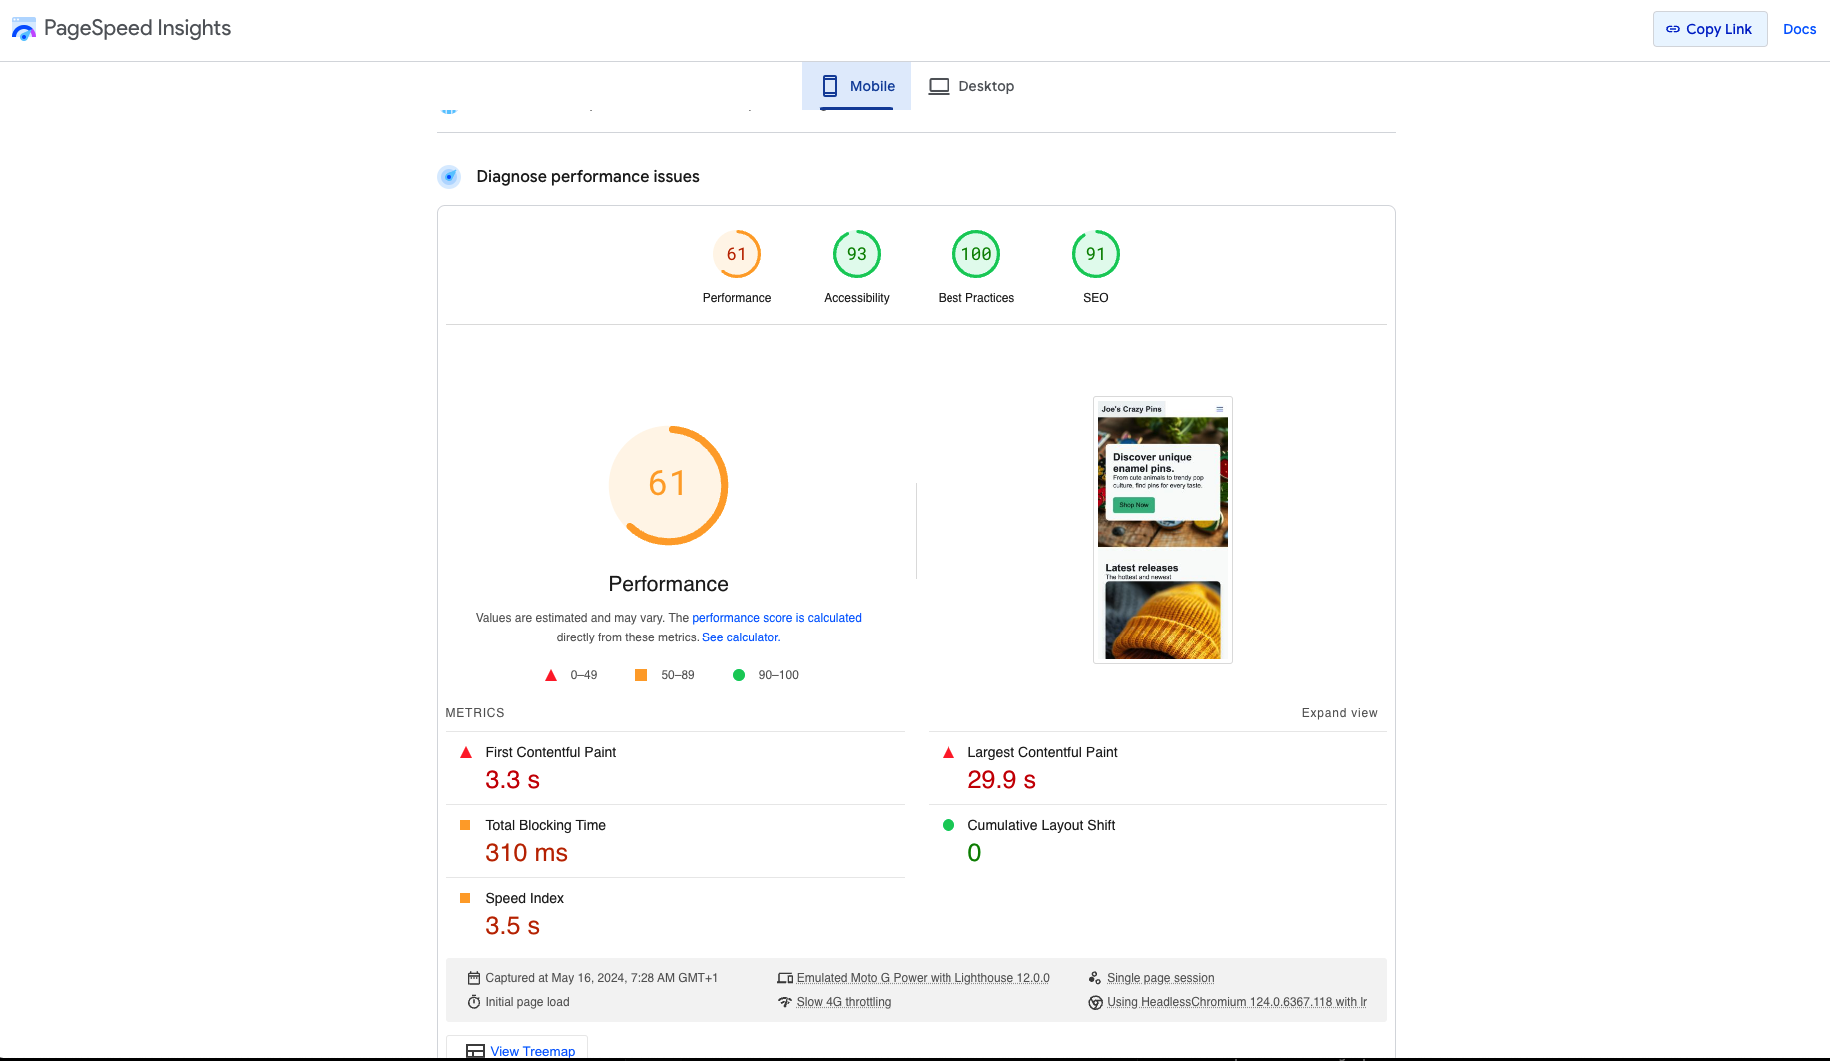 PageSpeed Insights
Copy Link
Docs
Mobile
Desktop
Diagnose performance issues
61
93
100
91
Performance
Accessibility
Best Practices
SEO
61
Performance
Values are estimated and may vary. The performance score is calculated
directly from these metrics. See calculator.
0–49
50–89
90–100
Joe's Crazy Pins
Discover unique
enamel pins.
From cute animals to trendy pop
culture, find pins for every taste.
Shop Now
Latest releases
The hottest and newest
METRICS
Expand view
First Contentful Paint
3.3 s
Largest Contentful Paint
29.9 s
Total Blocking Time
310 ms
Cumulative Layout Shift
0
Speed Index
3.5 s
Captured at May 16, 2024, 7:28 AM GMT+1
Emulated Moto G Power with Lighthouse 12.0.0
Single page session
Initial page load
Slow 4G throttling
Using HeadlessChromium 124.0.6367.118 with lr
View Treemap